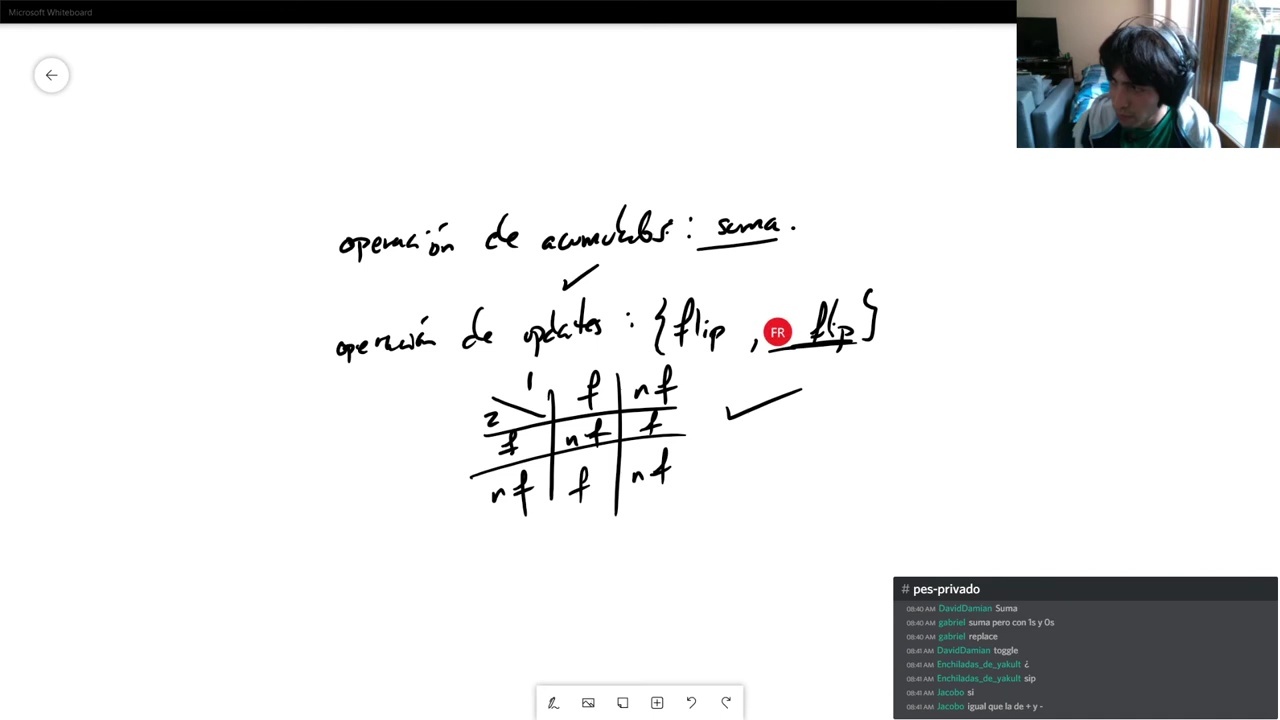 Microsoft Whiteboard
operación de acumulados: suma.
operación de updates: {flip, FR flip}
1 f nf
2
f nf f
nf f nf
# pes-privado
08:40 AM DavidDamian Suma
08:40 AM gabriel suma pero con 1s y 0s
08:40 AM gabriel replace
08:41 AM DavidDamian toggle
08:41 AM Enchiladas_de_yakult ¿
08:41 AM Enchiladas_de_yakult sip
08:41 AM Jacobo si
08:41 AM Jacobo igual que la de + y -